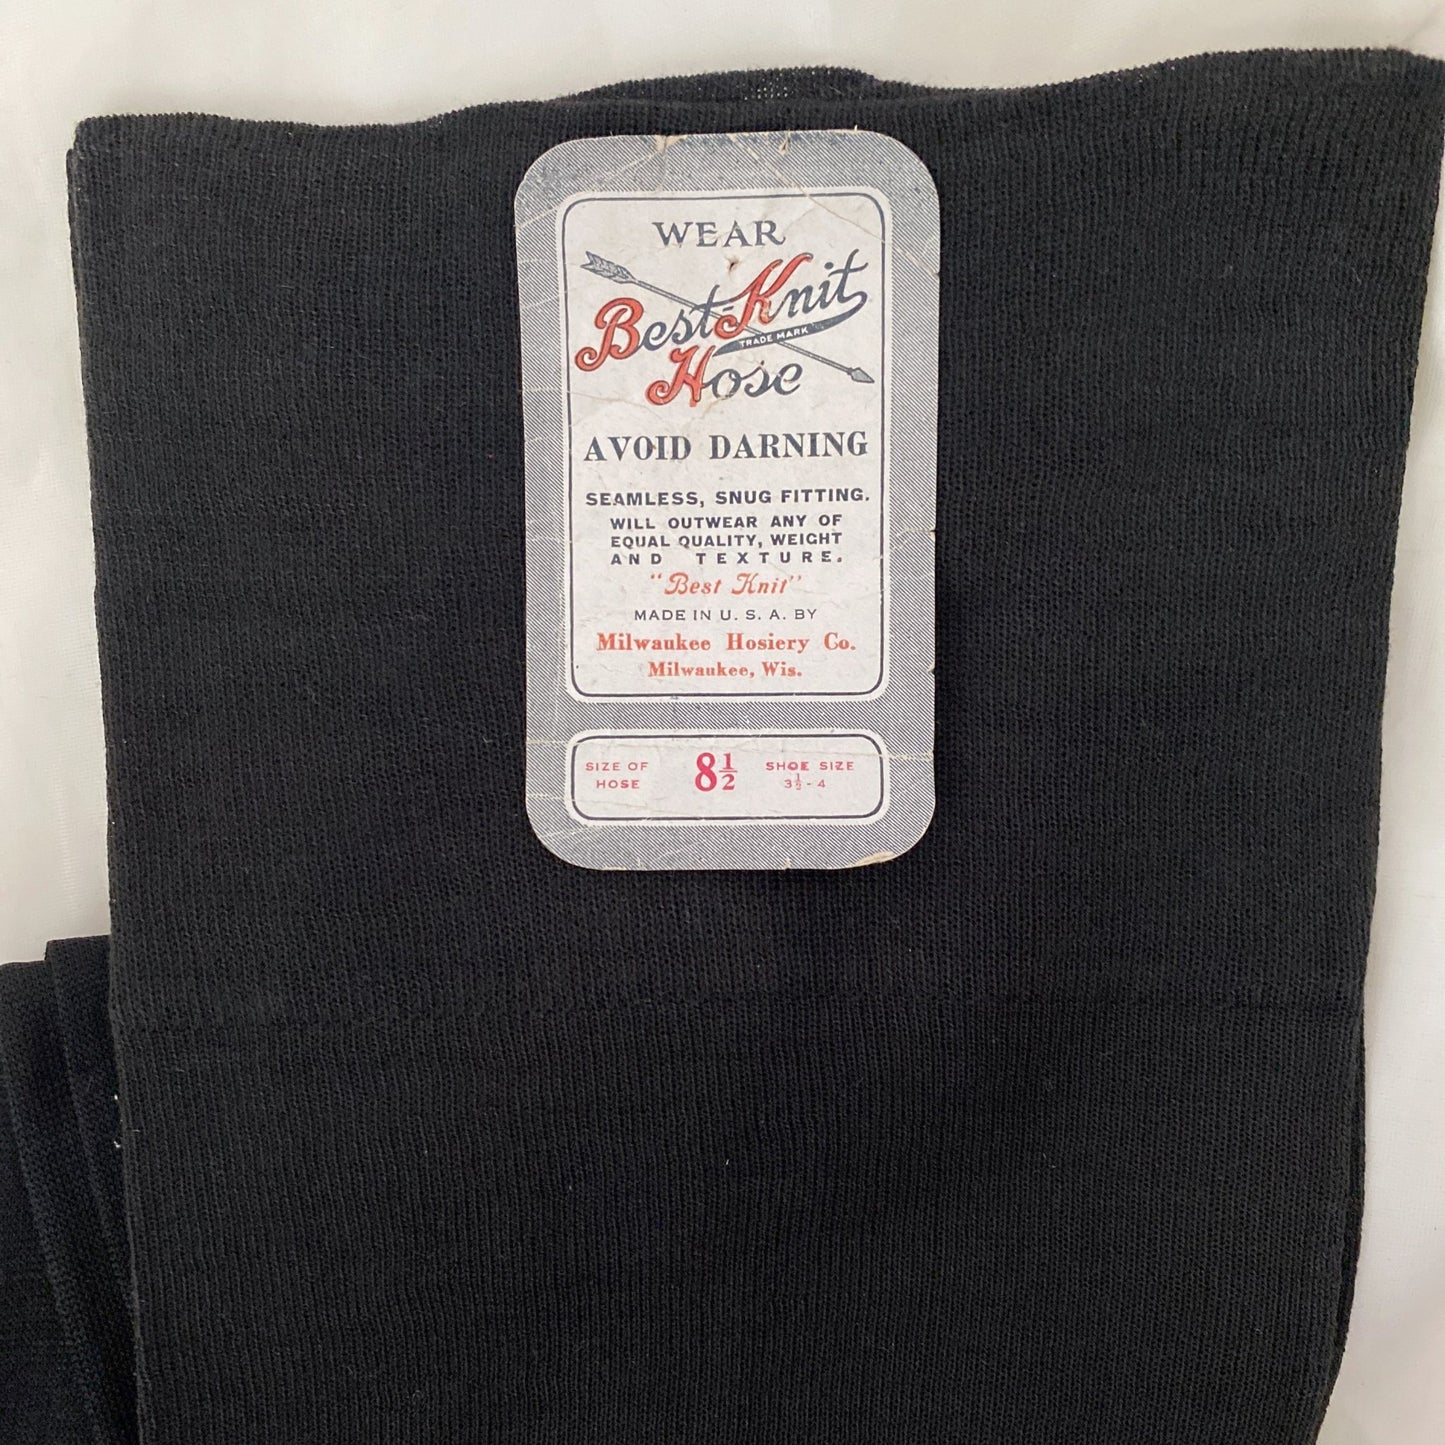 WEAR
Best-Knit
TRADE MARK
Hose
AVOID DARNING
SEAMLESS, SNUG FITTING.
WILL OUTWEAR ANY OF
EQUAL QUALITY, WEIGHT
AND TEXTURE.
"Best Knit"
MADE IN U. S. A. BY
Milwaukee Hosiery Co.
Milwaukee, Wis.
SIZE OF HOSE 8½ SHOE SIZE 3½ - 4